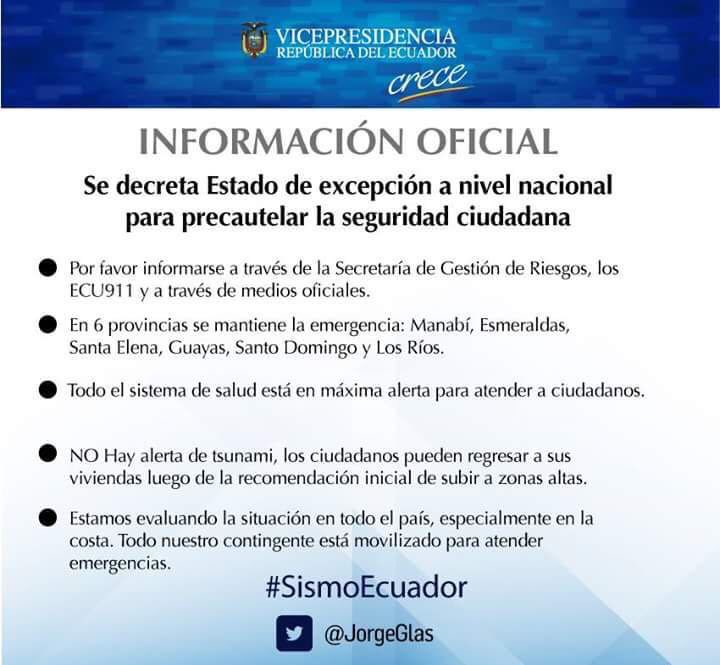 VICEPRESIDENCIA
REPÚBLICA DEL ECUADOR
crece
INFORMACIÓN OFICIAL
Se decreta Estado de excepción a nivel nacional
para precautelar la seguridad ciudadana
● Por favor informarse a través de la Secretaría de Gestión de Riesgos, los
ECU911 y a través de medios oficiales.
● En 6 provincias se mantiene la emergencia: Manabí, Esmeraldas,
Santa Elena, Guayas, Santo Domingo y Los Ríos.
● Todo el sistema de salud está en máxima alerta para atender a ciudadanos.
● NO Hay alerta de tsunami, los ciudadanos pueden regresar a sus
viviendas luego de la recomendación inicial de subir a zonas altas.
● Estamos evaluando la situación en todo el país, especialmente en la
costa. Todo nuestro contingente está movilizado para atender
emergencias.
#SismoEcuador
@JorgeGlas